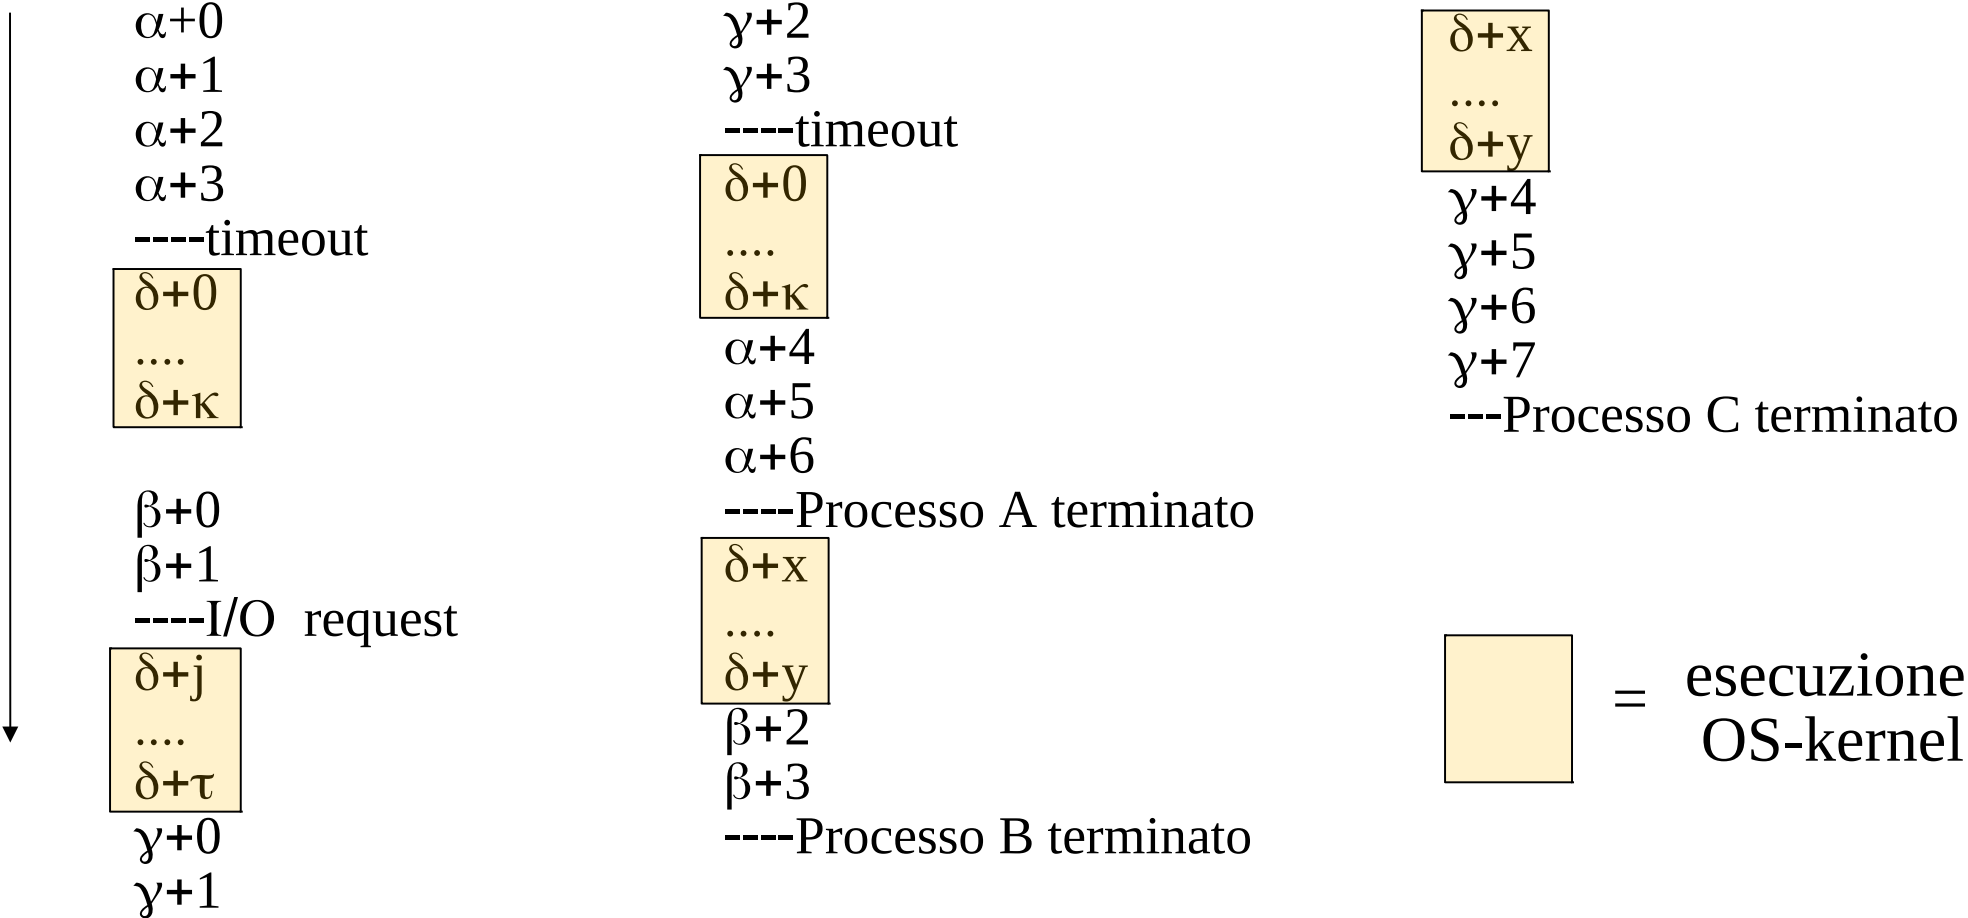 α+0
α+1
α+2
α+3
----timeout
δ+0
....
δ+κ
β+0
β+1
----I/O request
δ+j
....
δ+τ
γ+0
γ+1
γ+2
γ+3
----timeout
δ+0
....
δ+κ
α+4
α+5
α+6
----Processo A terminato
δ+x
....
δ+y
β+2
β+3
----Processo B terminato
δ+x
....
δ+y
γ+4
γ+5
γ+6
γ+7
---Processo C terminato
= esecuzione
OS-kernel